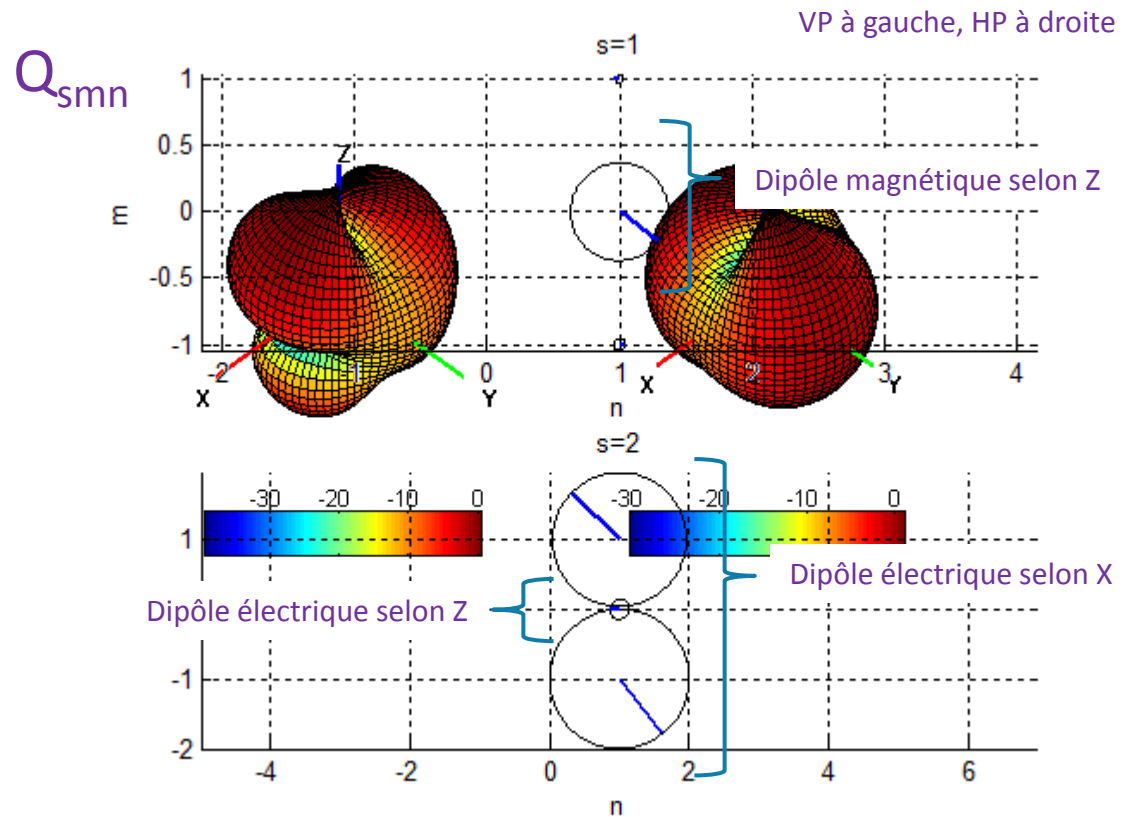 VP à gauche, HP à droite
Q_smn
s=1
1
0.5
0
-0.5
-1
m
Z
Dipôle magnétique selon Z
-2 1 0 1 2 3 4
X Y X Y
n
s=2
-30 -20 -10 0 -30 -20 -10 0
1
-1
-2
Dipôle électrique selon X
Dipôle électrique selon Z
-4 -2 0 2 4 6
n